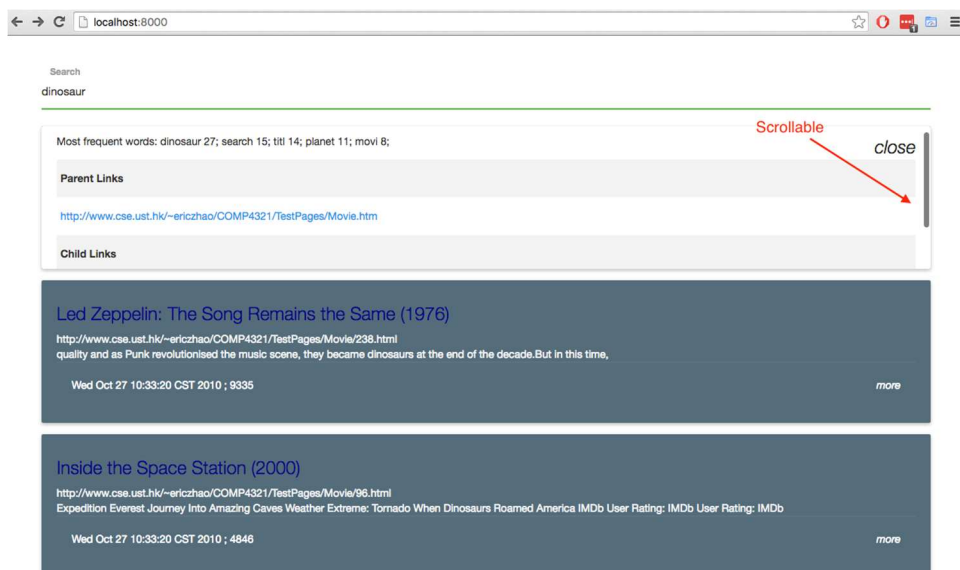 localhost:8000
Search
dinosaur
Scrollable
Most frequent words: dinosaur 27; search 15; titl 14; planet 11; movi 8;
close
Parent Links
http://www.cse.ust.hk/~ericzhao/COMP4321/TestPages/Movie.htm
Child Links
Led Zeppelin: The Song Remains the Same (1976)
http://www.cse.ust.hk/~ericzhao/COMP4321/TestPages/Movie/238.html
quality and as Punk revolutionised the music scene, they became dinosaurs at the end of the decade.But in this time,
Wed Oct 27 10:33:20 CST 2010 ; 9335
more
Inside the Space Station (2000)
http://www.cse.ust.hk/~ericzhao/COMP4321/TestPages/Movie/96.html
Expedition Everest Journey Into Amazing Caves Weather Extreme: Tornado When Dinosaurs Roamed America IMDb User Rating: IMDb User Rating: IMDb
Wed Oct 27 10:33:20 CST 2010 ; 4846
more